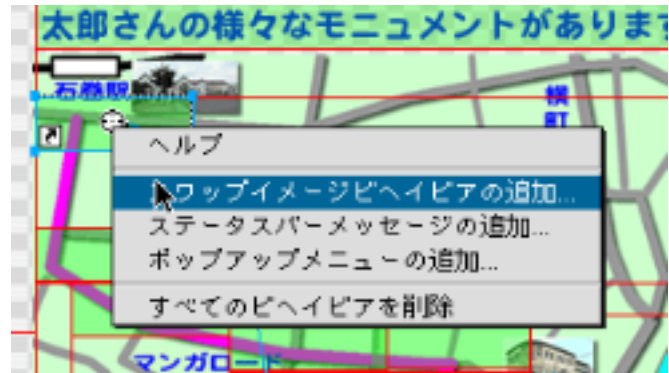 太郎さんの様々なモニュメントがあります
石巻駅
横町
ヘルプ
スワップイメージビヘイビアの追加...
ステータスバーメッセージの追加...
ポップアップメニューの追加...
すべてのビヘイビアを削除
マンガロード